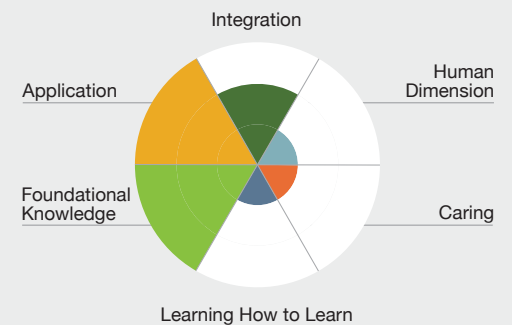 Integration
Application
Human
Dimension
Foundational
Knowledge
Caring
Learning How to Learn